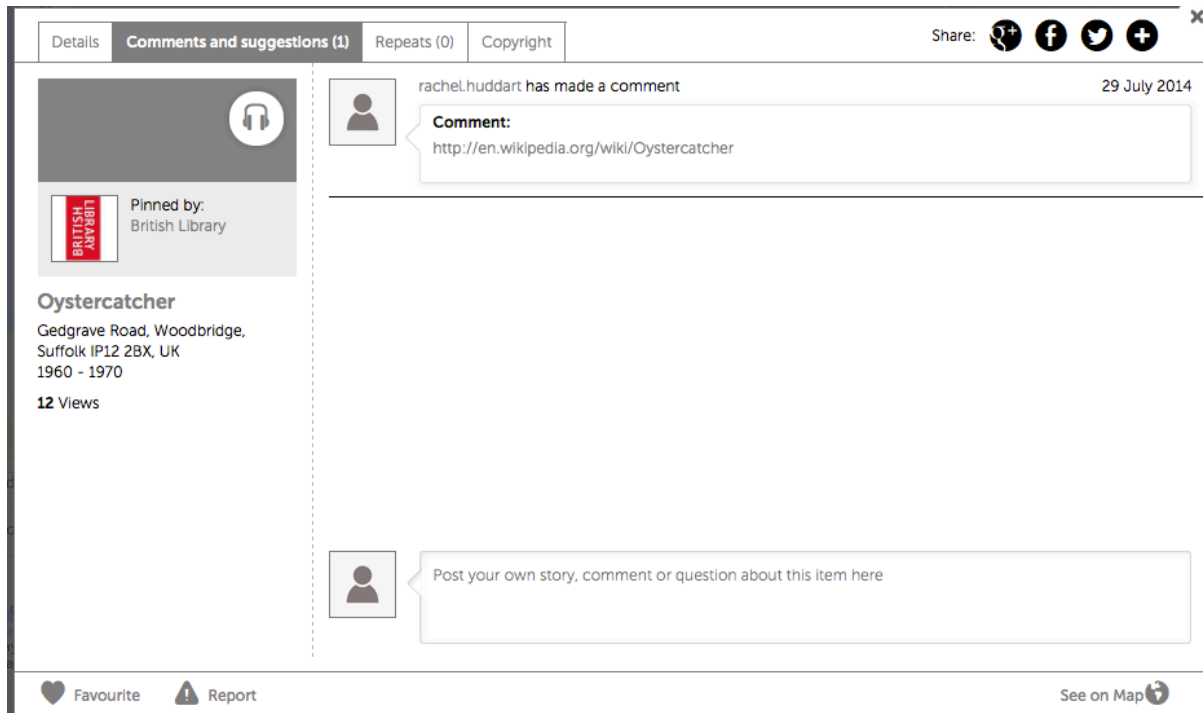 Details Comments and suggestions (1) Repeats (0) Copyright Share: g+ f
Pinned by:
British Library
LIBRARY
BRITISH
Oystercatcher
Gedgrave Road, Woodbridge,
Suffolk IP12 2BX, UK
1960 - 1970
12 Views
rachel.huddart has made a comment 29 July 2014
Comment:
http://en.wikipedia.org/wiki/Oystercatcher
Post your own story, comment or question about this item here
Favourite Report See on Map